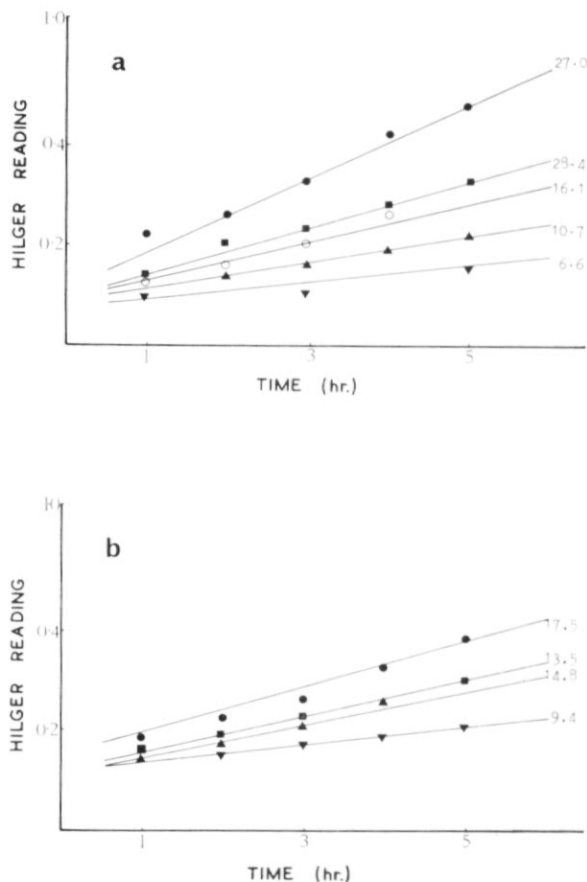 1·0
a
27·0
0·4
28·4
16·1
0·2
10·7
6·6
HILGER READING
1 3 5
TIME (hr.)
10
b
17.5
0·4
13.5
14.8
0·2
9.4
HILGER READING
1 3 5
TIME (hr.)